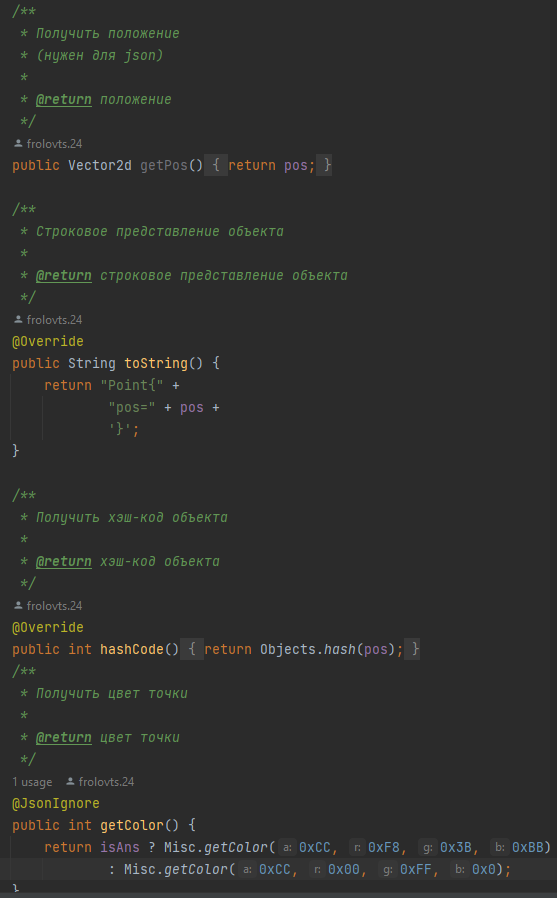 /**
 * Получить положение
 * (нужен для json)
 *
 * @return положение
 */
frolovts.24
public Vector2d getPos() { return pos; }
/**
 * Строковое представление объекта
 *
 * @return строковое представление объекта
 */
frolovts.24
@Override
public String toString() {
    return "Point{" +
            "pos=" + pos +
            '}';
}
/**
 * Получить хэш-код объекта
 *
 * @return хэш-код объекта
 */
frolovts.24
@Override
public int hashCode() { return Objects.hash(pos); }
/**
 * Получить цвет точки
 *
 * @return цвет точки
 */
1 usage frolovts.24
@JsonIgnore
public int getColor() {
    return isAns ? Misc.getColor( a: 0xCC, r: 0xF8, g: 0x3B, b: 0xBB)
            : Misc.getColor( a: 0xCC, r: 0x00, g: 0xFF, b: 0x0);
}